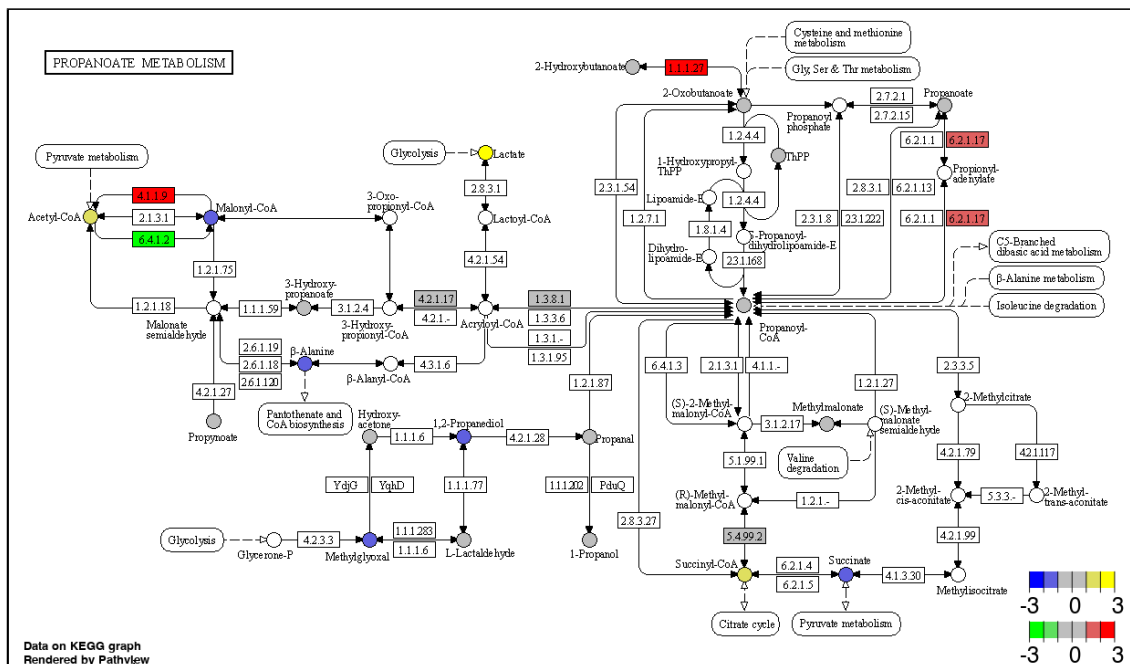 PROPANOATE METABOLISM
Cysteine and methionine
metabolism
Gly, Ser & Thr metabolism
2-Hydroxybutanoate
1.1.1.27
2-Oxobutanoate
Propanoyl
phosphate
2.7.2.1
2.7.2.15
Propanoate
1.2.4.4
ThPP
1-Hydroxypropyl-
ThPP
6.2.1.1
6.2.1.17
Propionyl-
adenylate
Pyruvate metabolism
Glycolysis
Lactate
2.8.3.1
Lactoyl-CoA
4.2.1.54
4.1.1.9
Acetyl-CoA
2.1.3.1
Malonyl-CoA
6.4.1.2
3-Oxo-
propionyl-CoA
2.3.1.54
1.2.7.1
Lipoamide-E
1.2.4.4
1.8.1.4
S-Propanoyl-
dihydrolipoamide-E
Dihydro-
lipoamide-E
2.3.1.168
2.3.1.8
2.3.1.222
2.8.3.1
6.2.1.13
6.2.1.1
6.2.1.17
C5-Branched
dibasic acid metabolism
β-Alanine metabolism
Isoleucine degradation
1.2.1.75
1.2.1.18
Malonate
semialdehyde
1.1.1.59
3-Hydroxy-
propanoate
3.1.2.4
3-Hydroxy-
propionyl-CoA
4.2.1.17
4.2.1.-
Acryloyl-CoA
1.3.8.1
1.3.3.6
1.3.1.-
1.3.1.95
Propanoyl-
CoA
2.6.1.19
2.6.1.18
2.6.1.120
β-Alanine
β-Alanyl-CoA
4.3.1.6
4.2.1.27
Propynoate
Pantothenate and
CoA biosynthesis
1.2.1.87
6.4.1.3
2.1.3.1
4.1.1.-
1.2.1.27
2.3.3.5
(S)-2-Methyl-
malonyl-CoA
3.1.2.17
Methylmalonate
(S)-Methyl-
malonate
semialdehyde
2-Methylcitrate
Hydroxy-
acetone
1.1.1.6
1,2-Propanediol
4.2.1.28
Propanal
Valine
degradation
5.1.99.1
4.2.1.79
4.2.1.117
YdjG
YqhD
1.1.1.77
1.1.1.202
PduQ
(R)-Methyl-
malonyl-CoA
1.2.1.-
2-Methyl-
cis-aconitate
5.3.3.-
2-Methyl-
trans-aconitate
Glycolysis
Glycerone-P
4.2.3.3
Methylglyoxal
1.1.1.283
1.1.1.6
L-Lactaldehyde
1-Propanol
2.8.3.27
5.4.99.2
4.2.1.99
Succinyl-CoA
6.2.1.4
6.2.1.5
Succinate
4.1.3.30
Methylisocitrate
Citrate cycle
Pyruvate metabolism
-3 0 3
-3 0 3
Data on KEGG graph
Rendered by Pathview